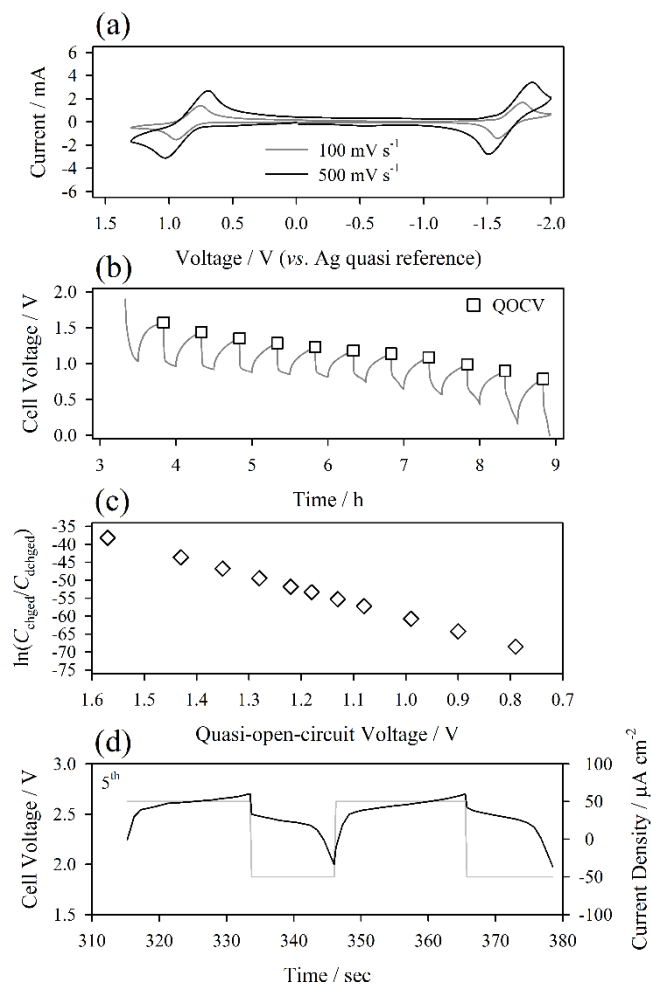 (a)
Current / mA
6
4
2
0
-2
-4
-6
100 mV s⁻¹
500 mV s⁻¹
1.5 1.0 0.5 0.0 -0.5 -1.0 -1.5 -2.0
Voltage / V (vs. Ag quasi reference)
(b)
Cell Voltage / V
2.0
1.5
1.0
0.5
0.0
QOCV
3 4 5 6 7 8 9
Time / h
(c)
ln(C_chged/C_dchged)
-35
-40
-45
-50
-55
-60
-65
-70
-75
1.6 1.5 1.4 1.3 1.2 1.1 1.0 0.9 0.8 0.7
Quasi-open-circuit Voltage / V
(d)
Cell Voltage / V
3.0
2.5
2.0
1.5
5th
100
50
0
-50
-100
Current Density / μA cm⁻²
310 320 330 340 350 360 370 380
Time / sec